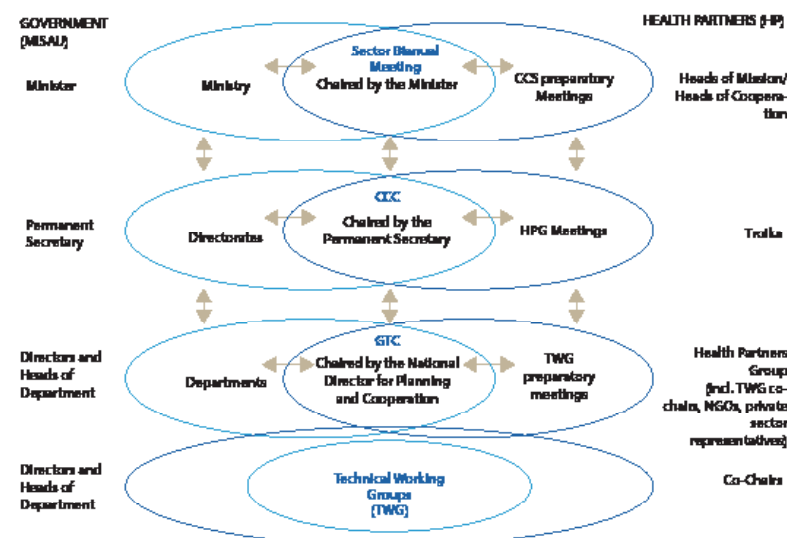 GOVERNMENT
(MISAU)
HEALTH PARTNERS (HP)
Sector Bianual
Meeting
Chaired by the Minister
Minister
Ministry
CCS preparatory
Meetings
Heads of Mission/
Heads of Coopera-
tion
CCC
Chaired by the
Permanent Secretary
Permanent
Secretary
Directorates
HPG Meetings
Troika
GTC
Chaired by the National
Director for Planning
and Cooperation
Directors and
Heads of
Department
Departments
TWG
preparatory
meetings
Health Partners
Group
(incl. TWG co-
chairs, NGOs, private
sector
representatives)
Directors and
Heads of
Department
Technical Working
Groups
(TWG)
Co-Chairs